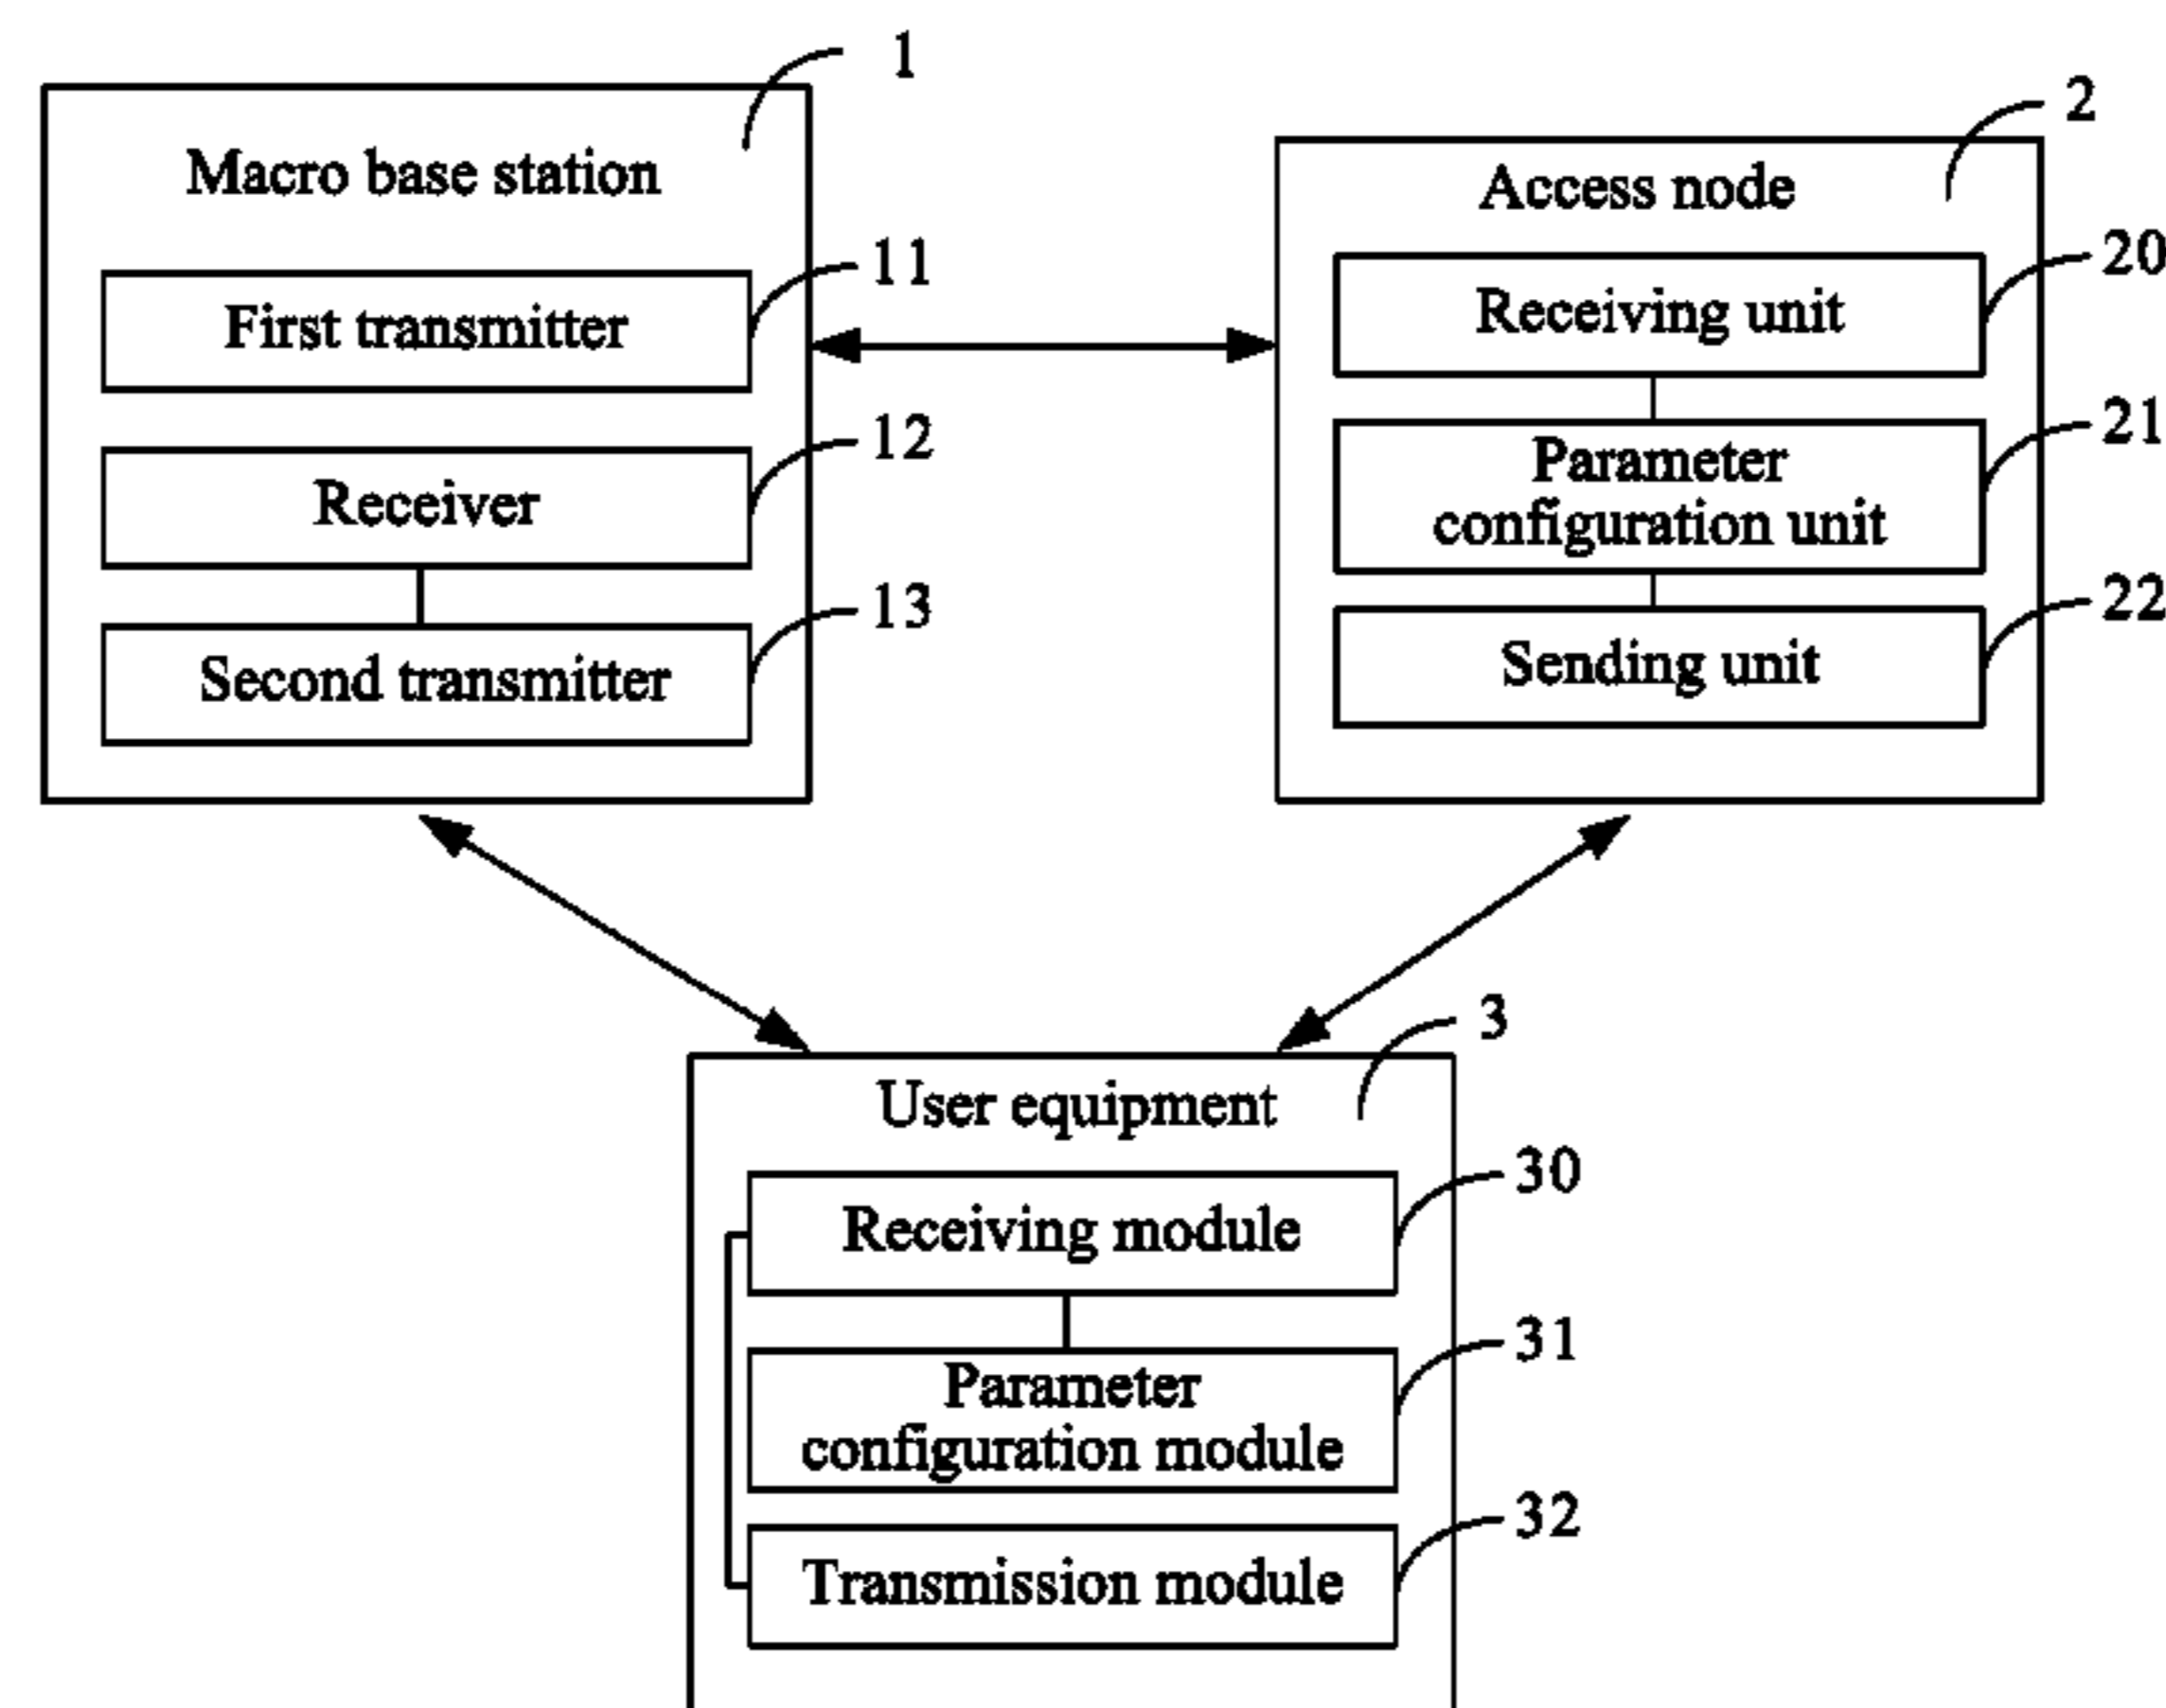 1
Macro base station
11
First transmitter
12
Receiver
13
Second transmitter
2
Access node
20
Receiving unit
21
Parameter
configuration unit
22
Sending unit
3
User equipment
30
Receiving module
31
Parameter
configuration module
32
Transmission module